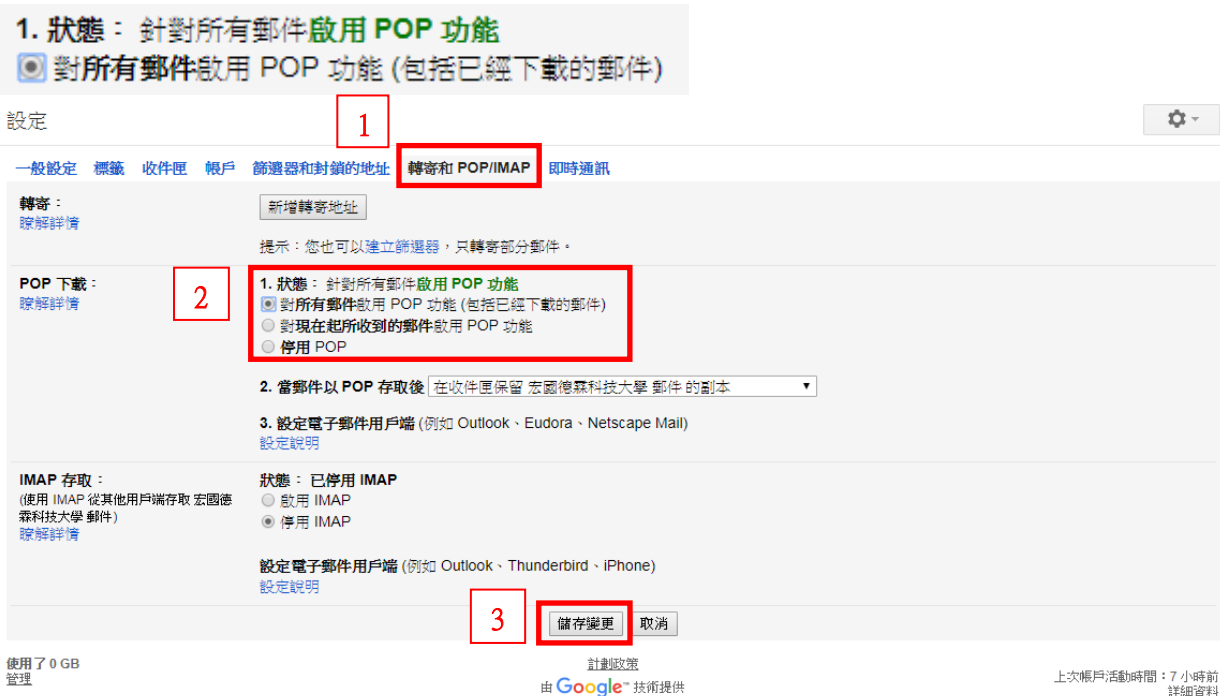 1. 狀態： 針對所有郵件啟用 POP 功能
對所有郵件啟用 POP 功能 (包括已經下載的郵件)
設定
1
一般設定 標籤 收件匣 帳戶 篩選器和封鎖的地址 轉寄和 POP/IMAP 即時通訊
轉寄：
瞭解詳情
新增轉寄地址
提示：您也可以建立篩選器，只轉寄部分郵件。
POP 下載：
瞭解詳情
2
1. 狀態： 針對所有郵件啟用 POP 功能
對所有郵件啟用 POP 功能 (包括已經下載的郵件)
對現在起所收到的郵件啟用 POP 功能
停用 POP
2. 當郵件以 POP 存取後 在收件匣保留 宏國德霖科技大學 郵件 的副本
3. 設定電子郵件用戶端 (例如 Outlook、Eudora、Netscape Mail)
設定說明
IMAP 存取：
(使用 IMAP 從其他用戶端存取 宏國德
霖科技大學 郵件)
瞭解詳情
狀態： 已停用 IMAP
啟用 IMAP
停用 IMAP
設定電子郵件用戶端 (例如 Outlook、Thunderbird、iPhone)
設定說明
3
儲存變更 取消
使用了 0 GB
管理
計劃政策
由 Google™ 技術提供
上次帳戶活動時間：7 小時前
詳細資料